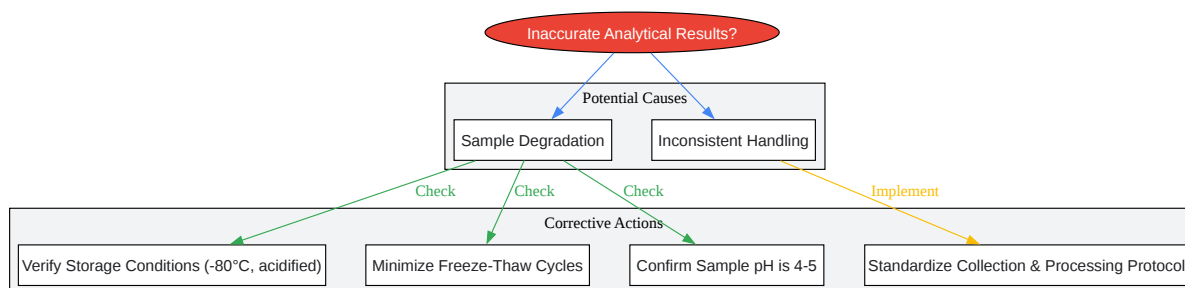 Inaccurate Analytical Results?
Potential Causes
Sample Degradation
Inconsistent Handling
Check
Check
Check
Implement
Corrective Actions
Verify Storage Conditions (-80°C, acidified)
Minimize Freeze-Thaw Cycles
Confirm Sample pH is 4-5
Standardize Collection & Processing Protocol